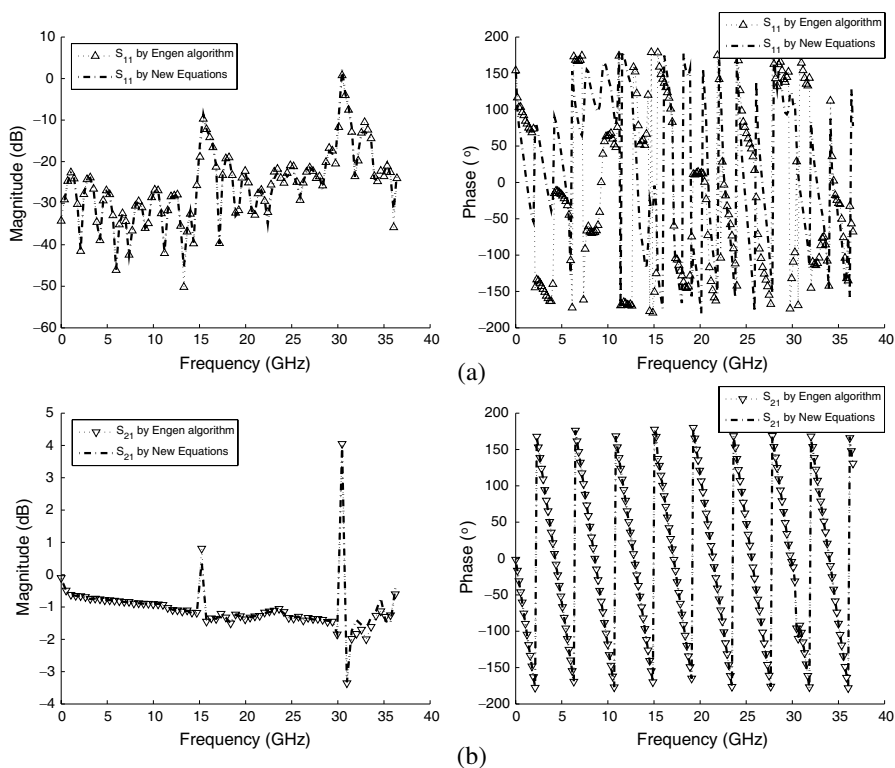 S11 by Engen algorithm
S11 by New Equations
10
0
−10
−20
−30
−40
−50
−60
Magnitude (dB)
0 5 10 15 20 25 30 35 40
Frequency (GHz)
S11 by Engen algorithm
S11 by New Equations
200
150
100
50
0
−50
−100
−150
−200
Phase (°)
0 5 10 15 20 25 30 35 40
Frequency (GHz)
(a)
S21 by Engen algorithm
S21 by New Equations
5
4
3
2
1
0
−1
−2
−3
−4
Magnitude (dB)
0 5 10 15 20 25 30 35 40
Frequency (GHz)
S21 by Engen algorithm
S21 by New Equations
200
150
100
50
0
−50
−100
−150
−200
Phase (°)
0 5 10 15 20 25 30 35 40
Frequency (GHz)
(b)